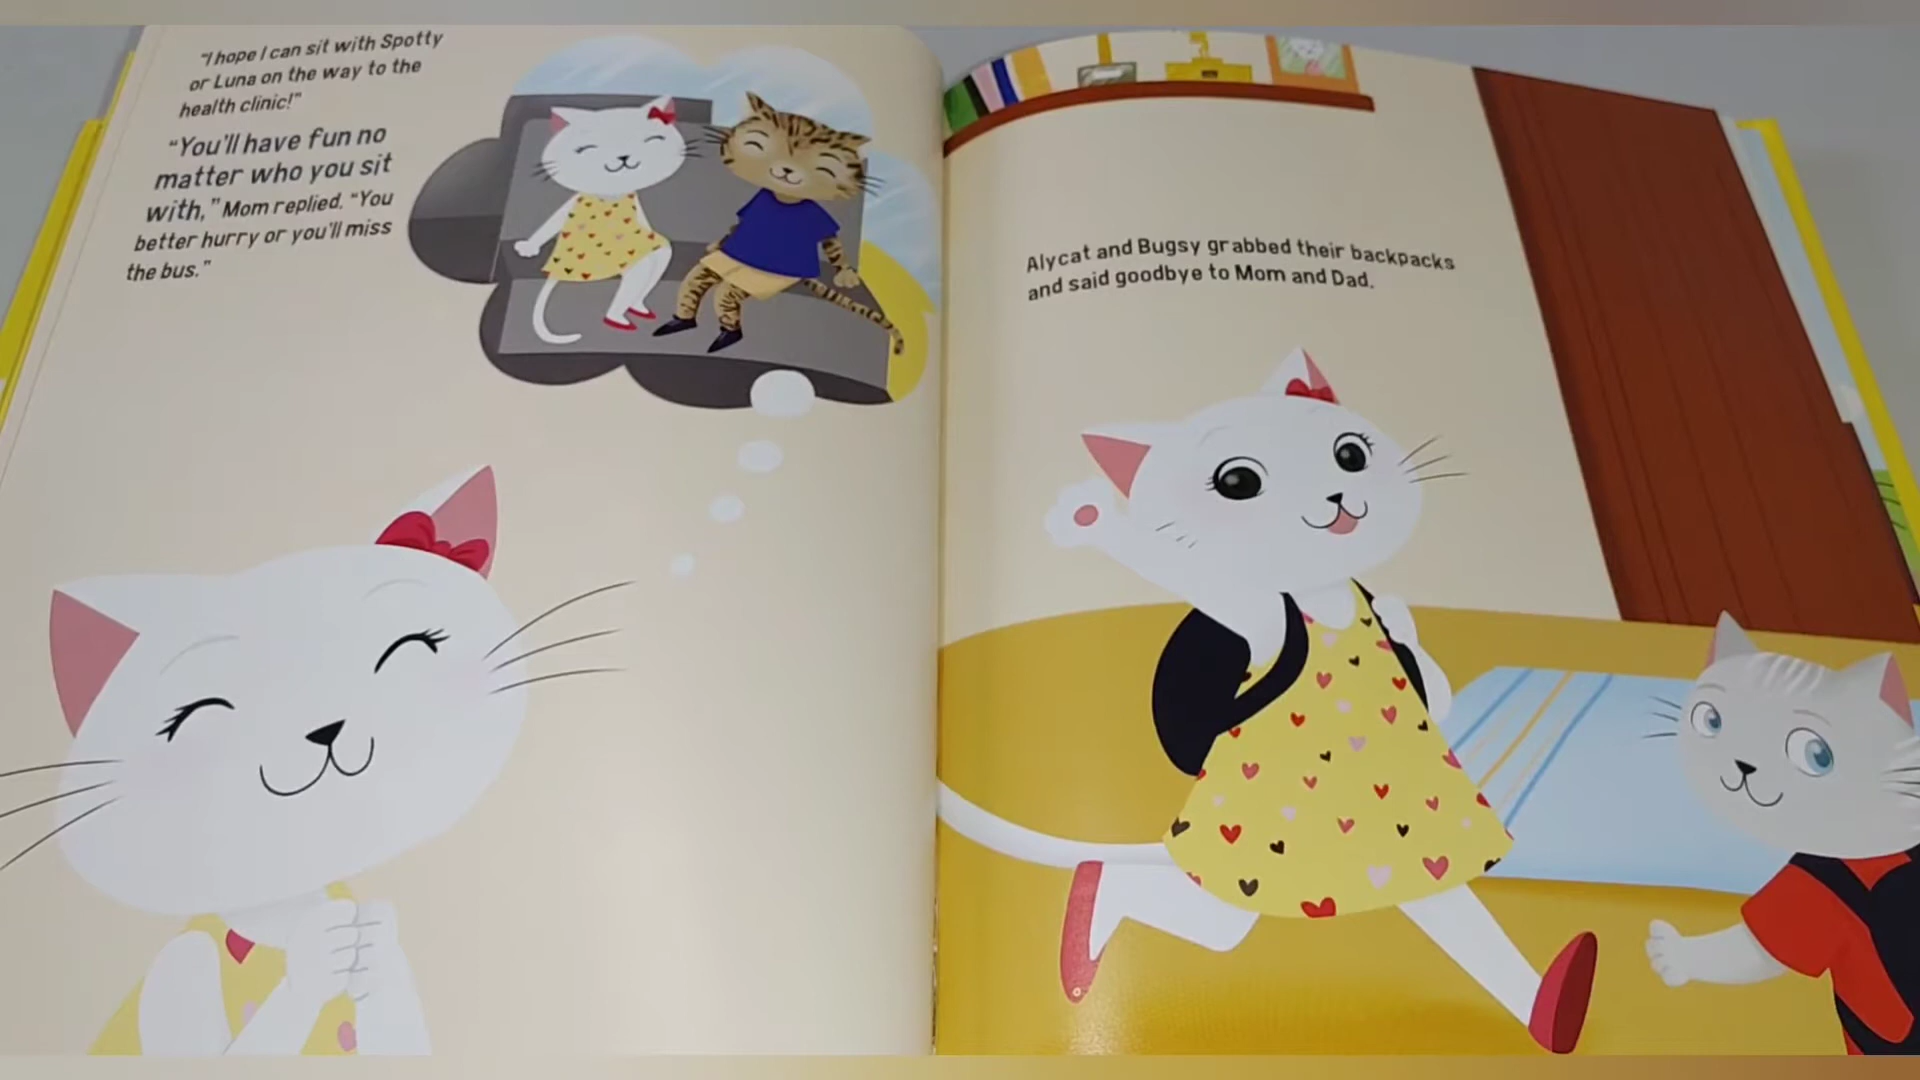 "I hope I can sit with Spotty
or Luna on the way to the
health clinic!"
"You'll have fun no
matter who you sit
with," Mom replied. "You
better hurry or you'll miss
the bus."
Alycat and Bugsy grabbed their backpacks
and said goodbye to Mom and Dad.